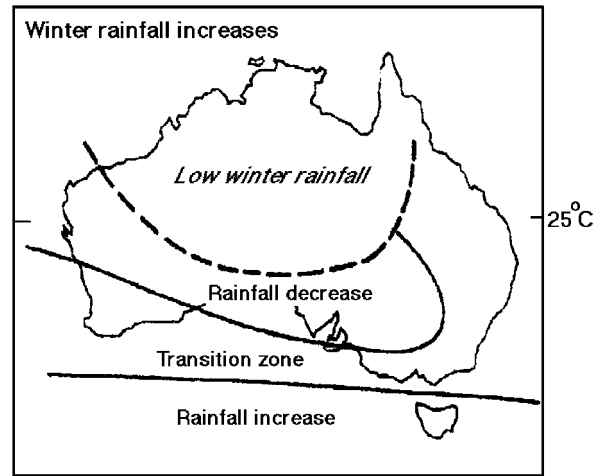 Winter rainfall increases
Low winter rainfall
25°C
Rainfall decrease
Transition zone
Rainfall increase